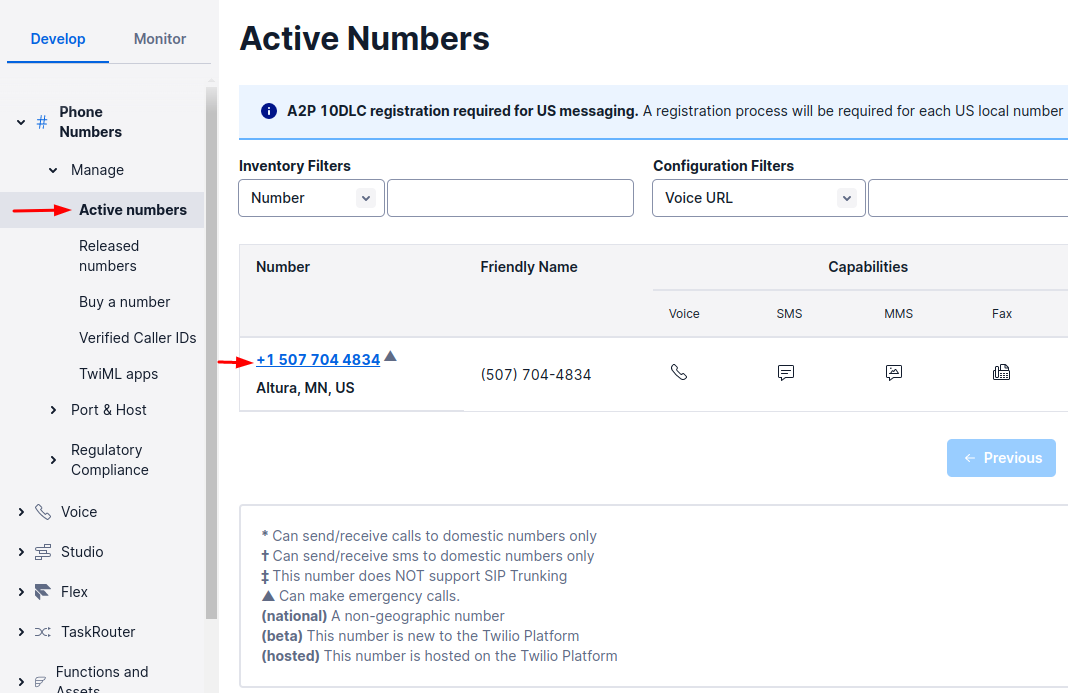 Develop
Monitor
# Phone
Numbers
Manage
Active numbers
Released
numbers
Buy a number
Verified Caller IDs
TwiML apps
Port & Host
Regulatory
Compliance
Voice
Studio
Flex
TaskRouter
Functions and
Assets
Active Numbers
A2P 10DLC registration required for US messaging. A registration process will be required for each US local number
Inventory Filters
Configuration Filters
Number
Voice URL
Number
Friendly Name
Capabilities
Voice
SMS
MMS
Fax
+1 507 704 4834 ▲
Altura, MN, US
(507) 704-4834
← Previous
* Can send/receive calls to domestic numbers only
† Can send/receive sms to domestic numbers only
‡ This number does NOT support SIP Trunking
▲ Can make emergency calls.
(national) A non-geographic number
(beta) This number is new to the Twilio Platform
(hosted) This number is hosted on the Twilio Platform